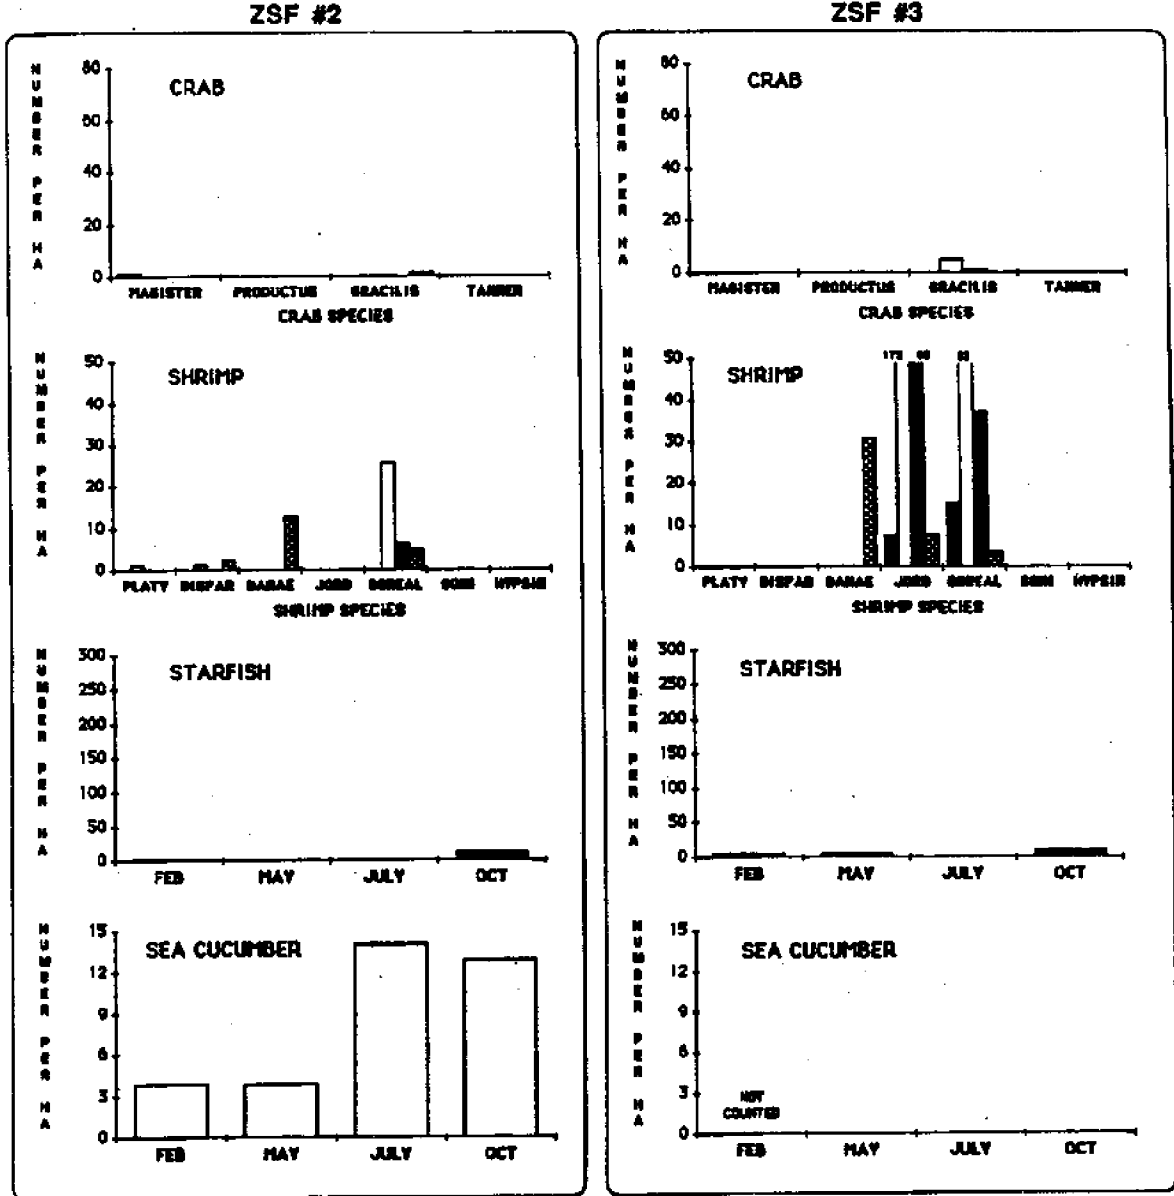 ZSF #2
NUMBER PER HA
80
60
40
20
0
CRAB
MAGISTER PRODUCTUS GRACILIS TANNER
CRAB SPECIES
NUMBER PER HA
50
40
30
20
10
0
SHRIMP
PLATY DISPAR DANAE JORD BOREAL GONI HYPSIN
SHRIMP SPECIES
NUMBER PER HA
300
250
200
150
100
50
0
STARFISH
FEB MAY JULY OCT
NUMBER PER HA
15
12
9
6
3
0
SEA CUCUMBER
FEB MAY JULY OCT
ZSF #3
NUMBER PER HA
80
60
40
20
0
CRAB
MAGISTER PRODUCTUS GRACILIS TANNER
CRAB SPECIES
NUMBER PER HA
50
40
30
20
10
0
SHRIMP
PLATY DISPAR DANAE JORD BOREAL HYPSIN
SHRIMP SPECIES
NUMBER PER HA
300
250
200
150
100
50
0
STARFISH
FEB MAY JULY OCT
NUMBER PER HA
15
12
9
6
3
0
SEA CUCUMBER
NOT
COUNTED
FEB MAY JULY OCT